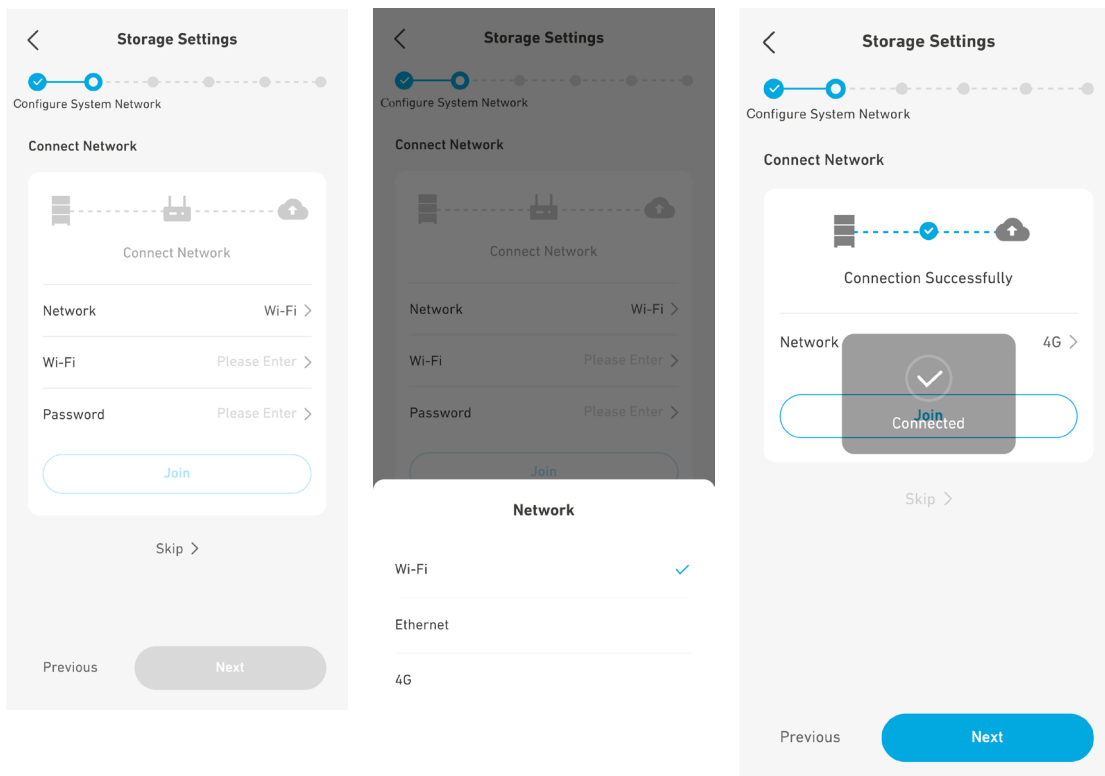 Storage Settings
Configure System Network
Connect Network
Connect Network
Network Wi-Fi
Wi-Fi Please Enter
Password Please Enter
Join
Skip
Previous Next
Storage Settings
Configure System Network
Connect Network
Connect Network
Network Wi-Fi
Wi-Fi Please Enter
Password Please Enter
Join
Network
Wi-Fi
Ethernet
4G
Storage Settings
Configure System Network
Connect Network
Connection Successfully
Network 4G
Join
Connected
Skip
Previous Next